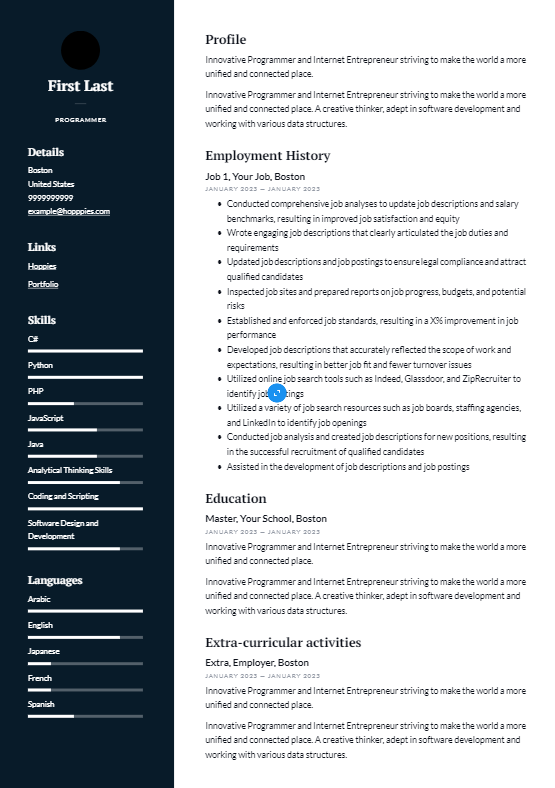 First Last
PROGRAMMER
Details
Boston
United States
9999999999
example@hopppies.com
Links
Hoppies
Portfolio
Skills
C#
Python
PHP
JavaScript
Java
Analytical Thinking Skills
Coding and Scripting
Software Design and
Development
Languages
Arabic
English
Japanese
French
Spanish
Profile
Innovative Programmer and Internet Entrepreneur striving to make the world a more
unified and connected place.
Innovative Programmer and Internet Entrepreneur striving to make the world a more
unified and connected place. A creative thinker, adept in software development and
working with various data structures.
Employment History
Job 1, Your Job, Boston
JANUARY 2023 — JANUARY 2023
• Conducted comprehensive job analyses to update job descriptions and salary
benchmarks, resulting in improved job satisfaction and equity
• Wrote engaging job descriptions that clearly articulated the job duties and
requirements
• Updated job descriptions and job postings to ensure legal compliance and attract
qualified candidates
• Inspected job sites and prepared reports on job progress, budgets, and potential
risks
• Established and enforced job standards, resulting in a X% improvement in job
performance
• Developed job descriptions that accurately reflected the scope of work and
expectations, resulting in better job fit and fewer turnover issues
• Utilized online job search tools such as Indeed, Glassdoor, and ZipRecruiter to
identify job
• Utilized a variety of job search resources such as job boards, staffing agencies,
and LinkedIn to identify job openings
• Conducted job analysis and created job descriptions for new positions, resulting
in the successful recruitment of qualified candidates
• Assisted in the development of job descriptions and job postings
Education
Master, Your School, Boston
JANUARY 2023 — JANUARY 2023
Innovative Programmer and Internet Entrepreneur striving to make the world a more
unified and connected place.
Innovative Programmer and Internet Entrepreneur striving to make the world a more
unified and connected place. A creative thinker, adept in software development and
working with various data structures.
Extra-curricular activities
Extra, Employer, Boston
JANUARY 2023 — JANUARY 2023
Innovative Programmer and Internet Entrepreneur striving to make the world a more
unified and connected place.
Innovative Programmer and Internet Entrepreneur striving to make the world a more
unified and connected place. A creative thinker, adept in software development and
working with various data structures.